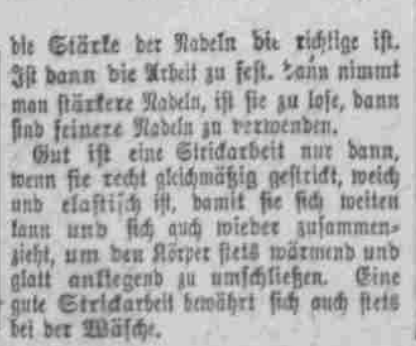 die Stärke der Nadeln die richtige ist.
Ist dann die Arbeit zu fest, dann nimmt
man stärkere Nadeln, ist sie zu lose, dann
sind feinere Nadeln zu verwenden.
Gut ist eine Strickarbeit nur dann,
wenn sie recht gleichmäßig gestrickt, weich
und elastisch ist, damit sie sich weiten
kann und sich auch wieder zusammen-
zieht, um den Körper stets wärmend und
glatt anliegend zu umschließen. Eine
gute Strickarbeit bewährt sich auch stets
bei der Wäsche.